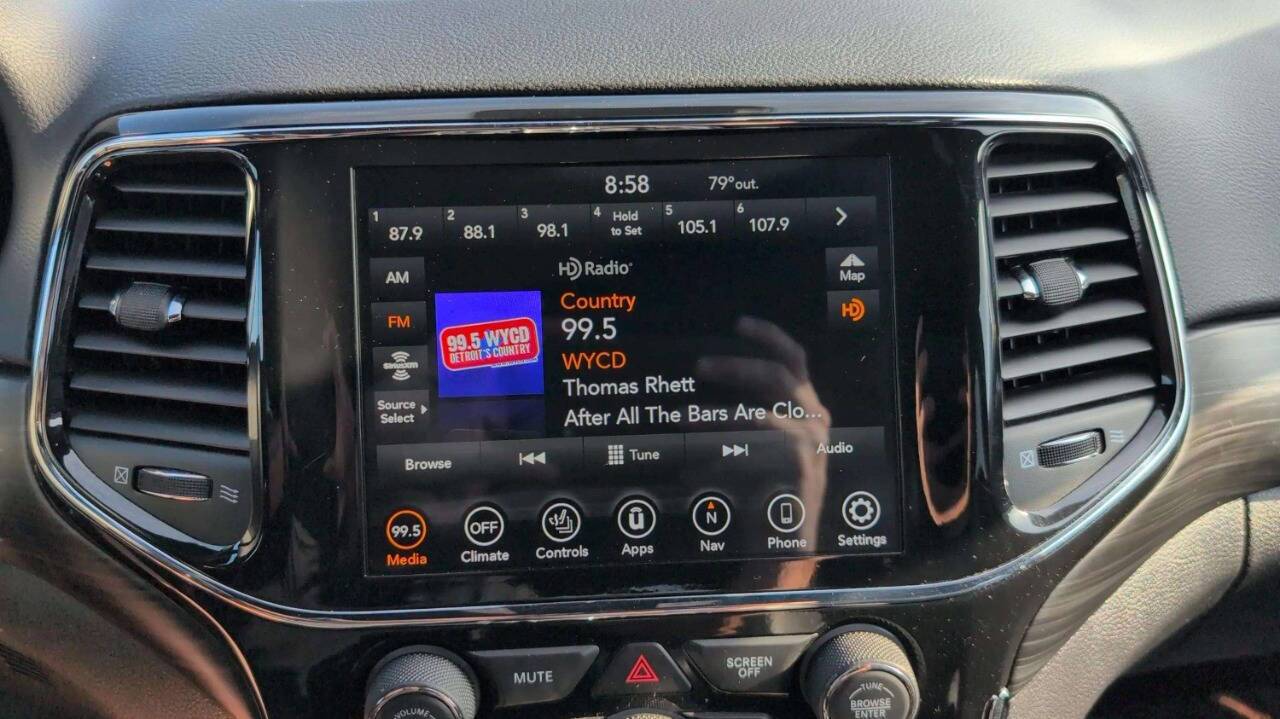 8:58
79° out.
1 87.9
2 88.1
3 98.1
4 Hold to Set
5 105.1
6 107.9
AM
FM
SiriusXM
Source Select
HD Radio
Country
99.5
WYCD
Thomas Rhett
After All The Bars Are Clo...
99.5 WYCD
DETROIT'S COUNTRY
Map
HD
Browse
Tune
Audio
99.5
Media
OFF
Climate
Controls
Apps
N
Nav
Phone
Settings
VOLUME
MUTE
SCREEN OFF
TUNE
BROWSE
ENTER